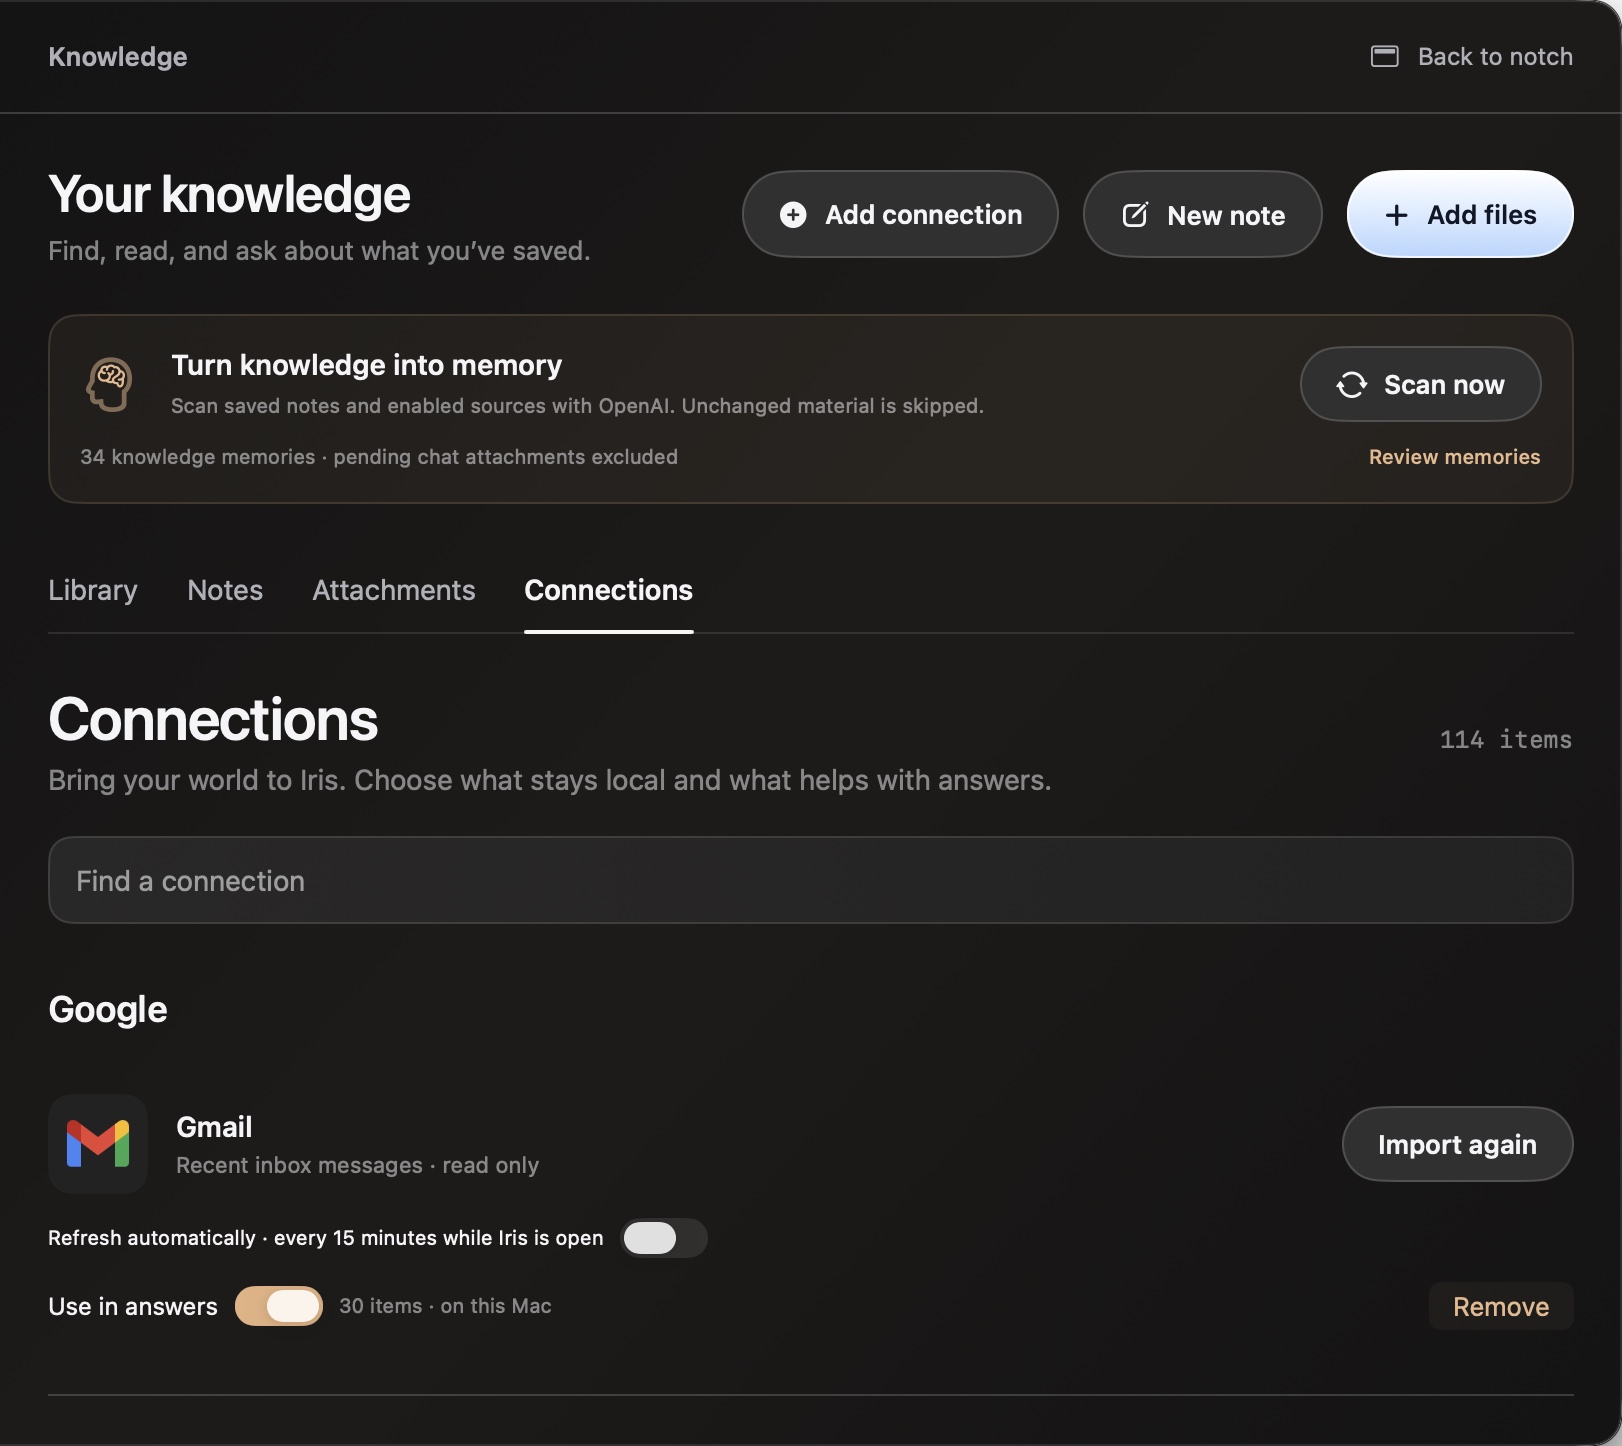 Knowledge
Back to notch
Your knowledge
Find, read, and ask about what you’ve saved.
Add connection
New note
Add files
Turn knowledge into memory
Scan saved notes and enabled sources with OpenAI. Unchanged material is skipped.
Scan now
34 knowledge memories · pending chat attachments excluded
Review memories
Library
Notes
Attachments
Connections
Connections
114 items
Bring your world to Iris. Choose what stays local and what helps with answers.
Find a connection
Google
Gmail
Recent inbox messages · read only
Import again
Refresh automatically · every 15 minutes while Iris is open
Use in answers
30 items · on this Mac
Remove